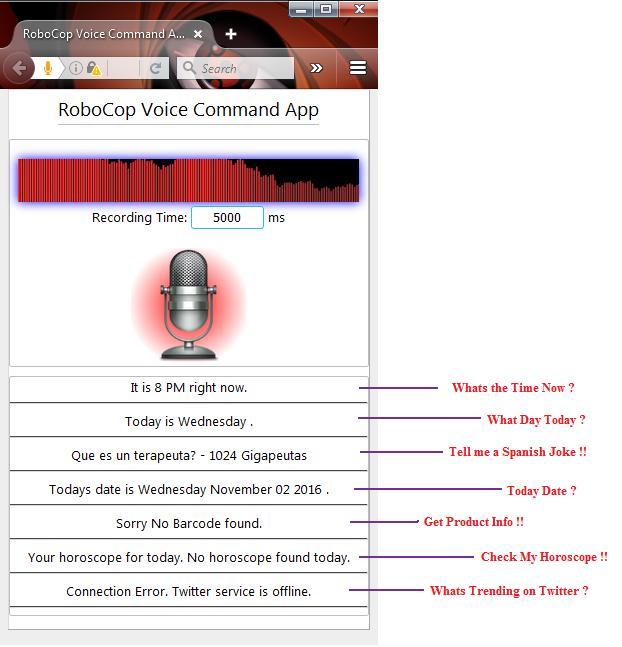 RoboCop Voice Command A...
Search
RoboCop Voice Command App
Recording Time: 5000 ms
It is 8 PM right now.
Whats the Time Now ?
Today is Wednesday .
What Day Today ?
Que es un terapeuta? - 1024 Gigapeutas
Tell me a Spanish Joke !!
Todays date is Wednesday November 02 2016 .
Today Date ?
Sorry No Barcode found.
Get Product Info !!
Your horoscope for today. No horoscope found today.
Check My Horoscope !!
Connection Error. Twitter service is offline.
Whats Trending on Twitter ?